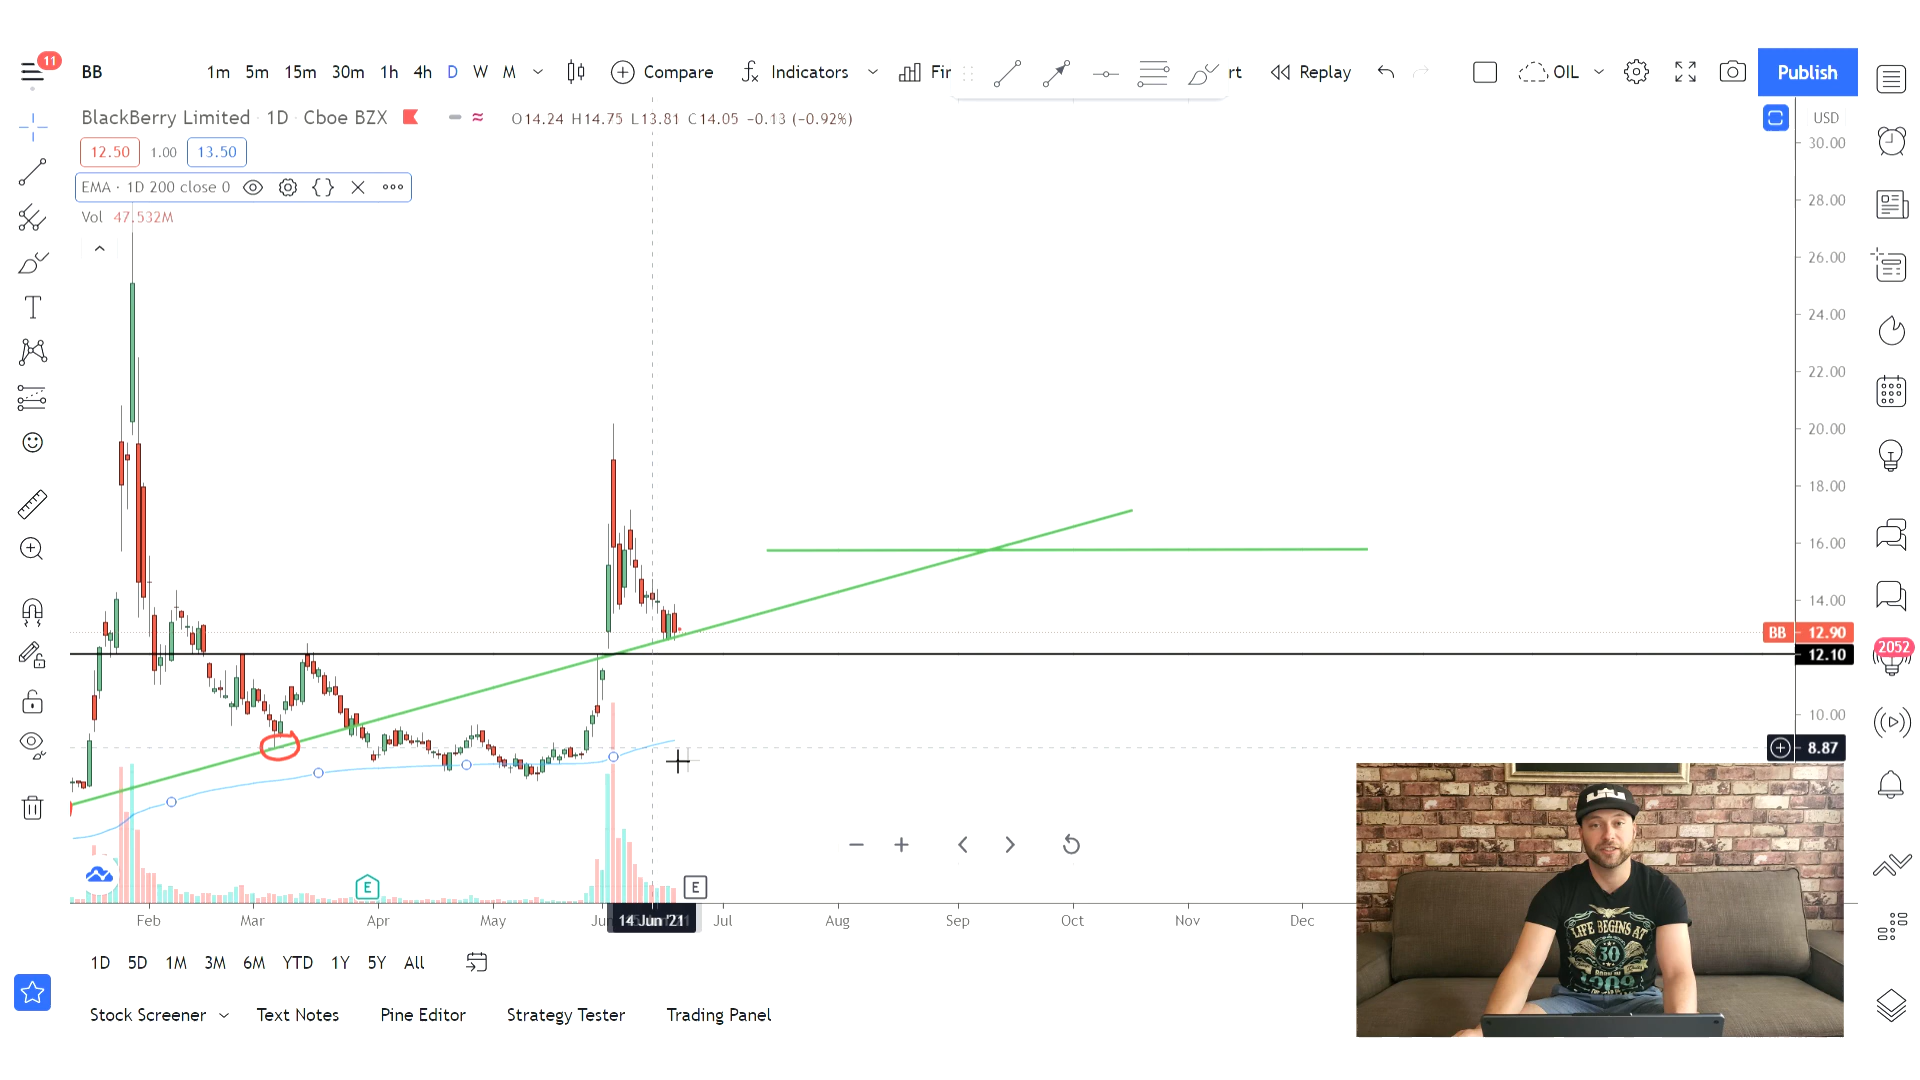 11
BB
1m 5m 15m 30m 1h 4h D W M
Compare
Indicators
Fir
rt
Replay
OIL
Publish
BlackBerry Limited · 1D · Cboe BZX
O14.24 H14.75 L13.81 C14.05 −0.13 (−0.92%)
USD
12.50 1.00 13.50
EMA · 1D 200 close 0
Vol 47.532M
30.00
28.00
26.00
24.00
22.00
20.00
18.00
16.00
14.00
BB 12.90
12.10
10.00
8.87
2052
E
E
Feb Mar Apr May Jun 14 Jun '21 Jul Aug Sep Oct Nov Dec
1D 5D 1M 3M 6M YTD 1Y 5Y All
Stock Screener Text Notes Pine Editor Strategy Tester Trading Panel
LIFE BEGINS AT
30